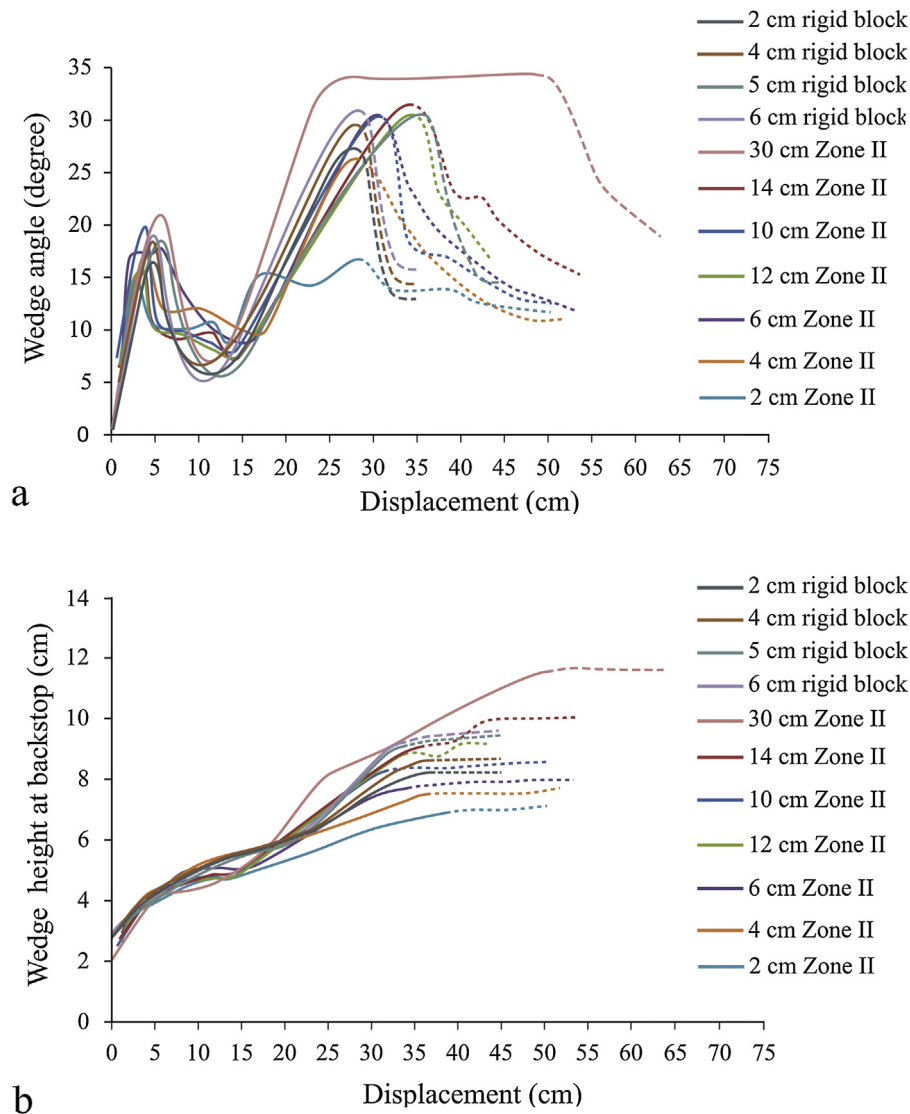 2 cm rigid block
4 cm rigid block
5 cm rigid block
6 cm rigid block
30 cm Zone II
14 cm Zone II
10 cm Zone II
12 cm Zone II
6 cm Zone II
4 cm Zone II
2 cm Zone II
Wedge angle (degree)
35
30
25
20
15
10
5
0
0 5 10 15 20 25 30 35 40 45 50 55 60 65 70 75
Displacement (cm)
a
2 cm rigid block
4 cm rigid block
5 cm rigid block
6 cm rigid block
30 cm Zone II
14 cm Zone II
10 cm Zone II
12 cm Zone II
6 cm Zone II
4 cm Zone II
2 cm Zone II
Wedge height at backstop (cm)
14
12
10
8
6
4
2
0
0 5 10 15 20 25 30 35 40 45 50 55 60 65 70 75
Displacement (cm)
b